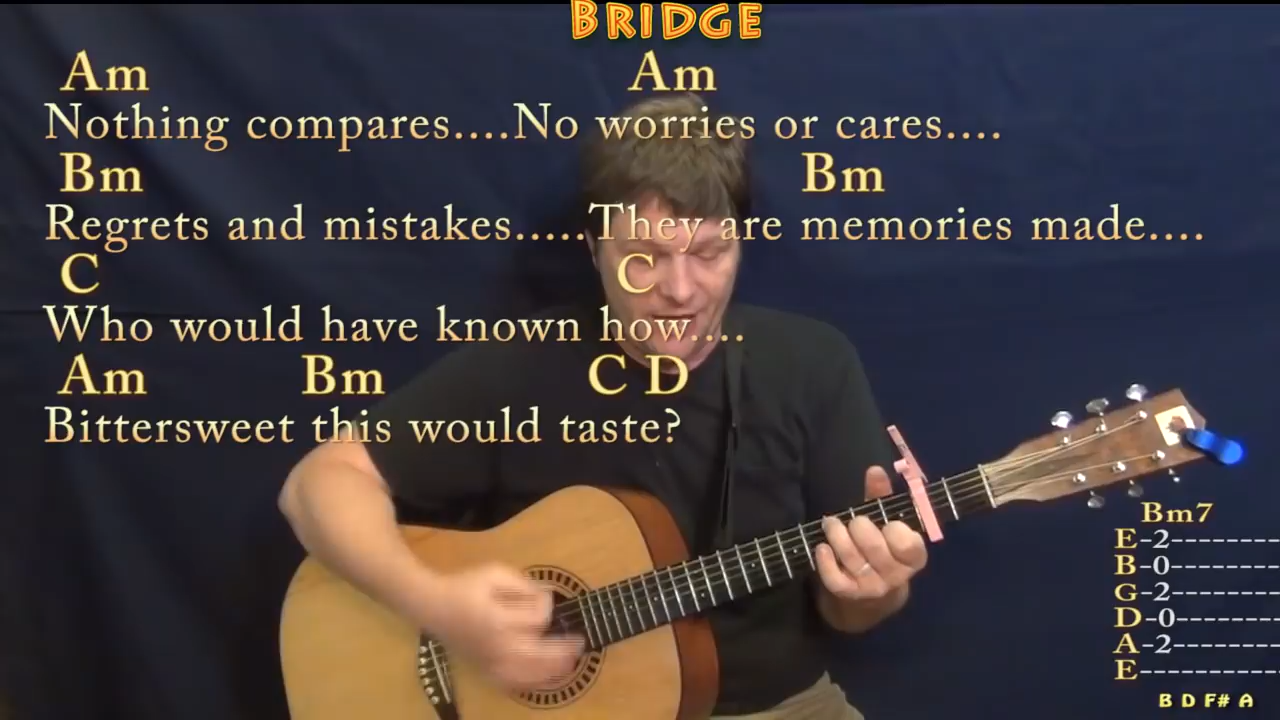 BRIDGE
Am Am
Nothing compares....No worries or cares....
Bm Bm
Regrets and mistakes.....They are memories made....
C C
Who would have known how....
Am Bm C D
Bittersweet this would taste?
Bm7
E-2--------
B-0--------
G-2--------
D-0--------
A-2--------
E-----------
B D F# A